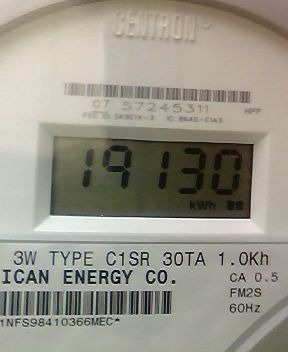 CENTRON
07 57245311 HPP
19130
kWh
3W TYPE C1SR 30TA 1.0Kh
ICAN ENERGY CO.
CA 0.5
FM2S
60Hz
1NFS98410366MEC*